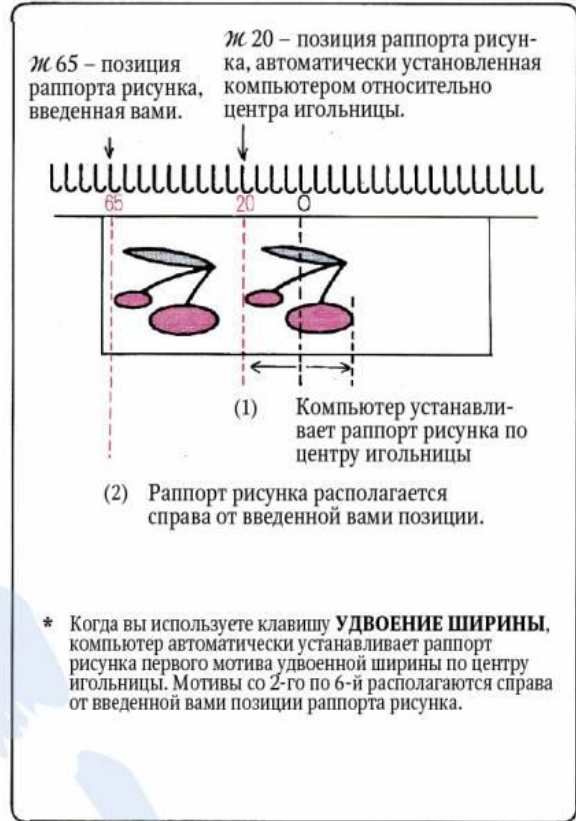 Ж 65 – позиция
раппорта рисунка,
введенная вами.
Ж 20 – позиция раппорта рисун-
ка, автоматически установленная
компьютером относительно
центра игольницы.
65 20 0
(1) Компьютер устанавли-
вает раппорт рисунка по
центру игольницы
(2) Раппорт рисунка располагается
справа от введенной вами позиции.
* Когда вы используете клавишу УДВОЕНИЕ ШИРИНЫ,
компьютер автоматически устанавливает раппорт
рисунка первого мотива удвоенной ширины по центру
игольницы. Мотивы со 2-го по 6-й располагаются справа
от введенной вами позиции раппорта рисунка.